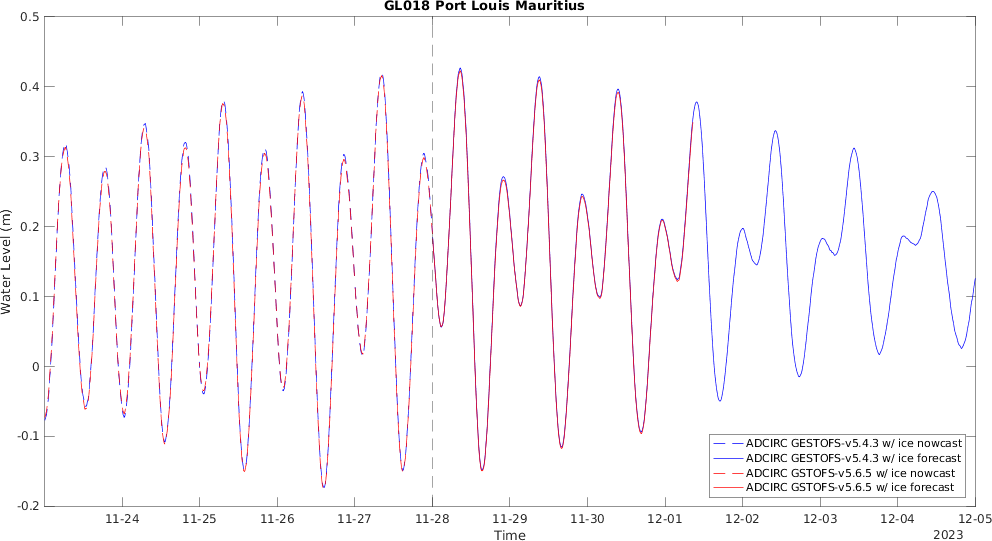 GL018 Port Louis Mauritius
0.5
0.4
0.3
0.2
0.1
0
-0.1
-0.2
Water Level (m)
ADCIRC GESTOFS-v5.4.3 w/ ice nowcast
ADCIRC GESTOFS-v5.4.3 w/ ice forecast
ADCIRC GSTOFS-v5.6.5 w/ ice nowcast
ADCIRC GSTOFS-v5.6.5 w/ ice forecast
11-24 11-25 11-26 11-27 11-28 11-29 11-30 12-01 12-02 12-03 12-04 12-05
Time 2023